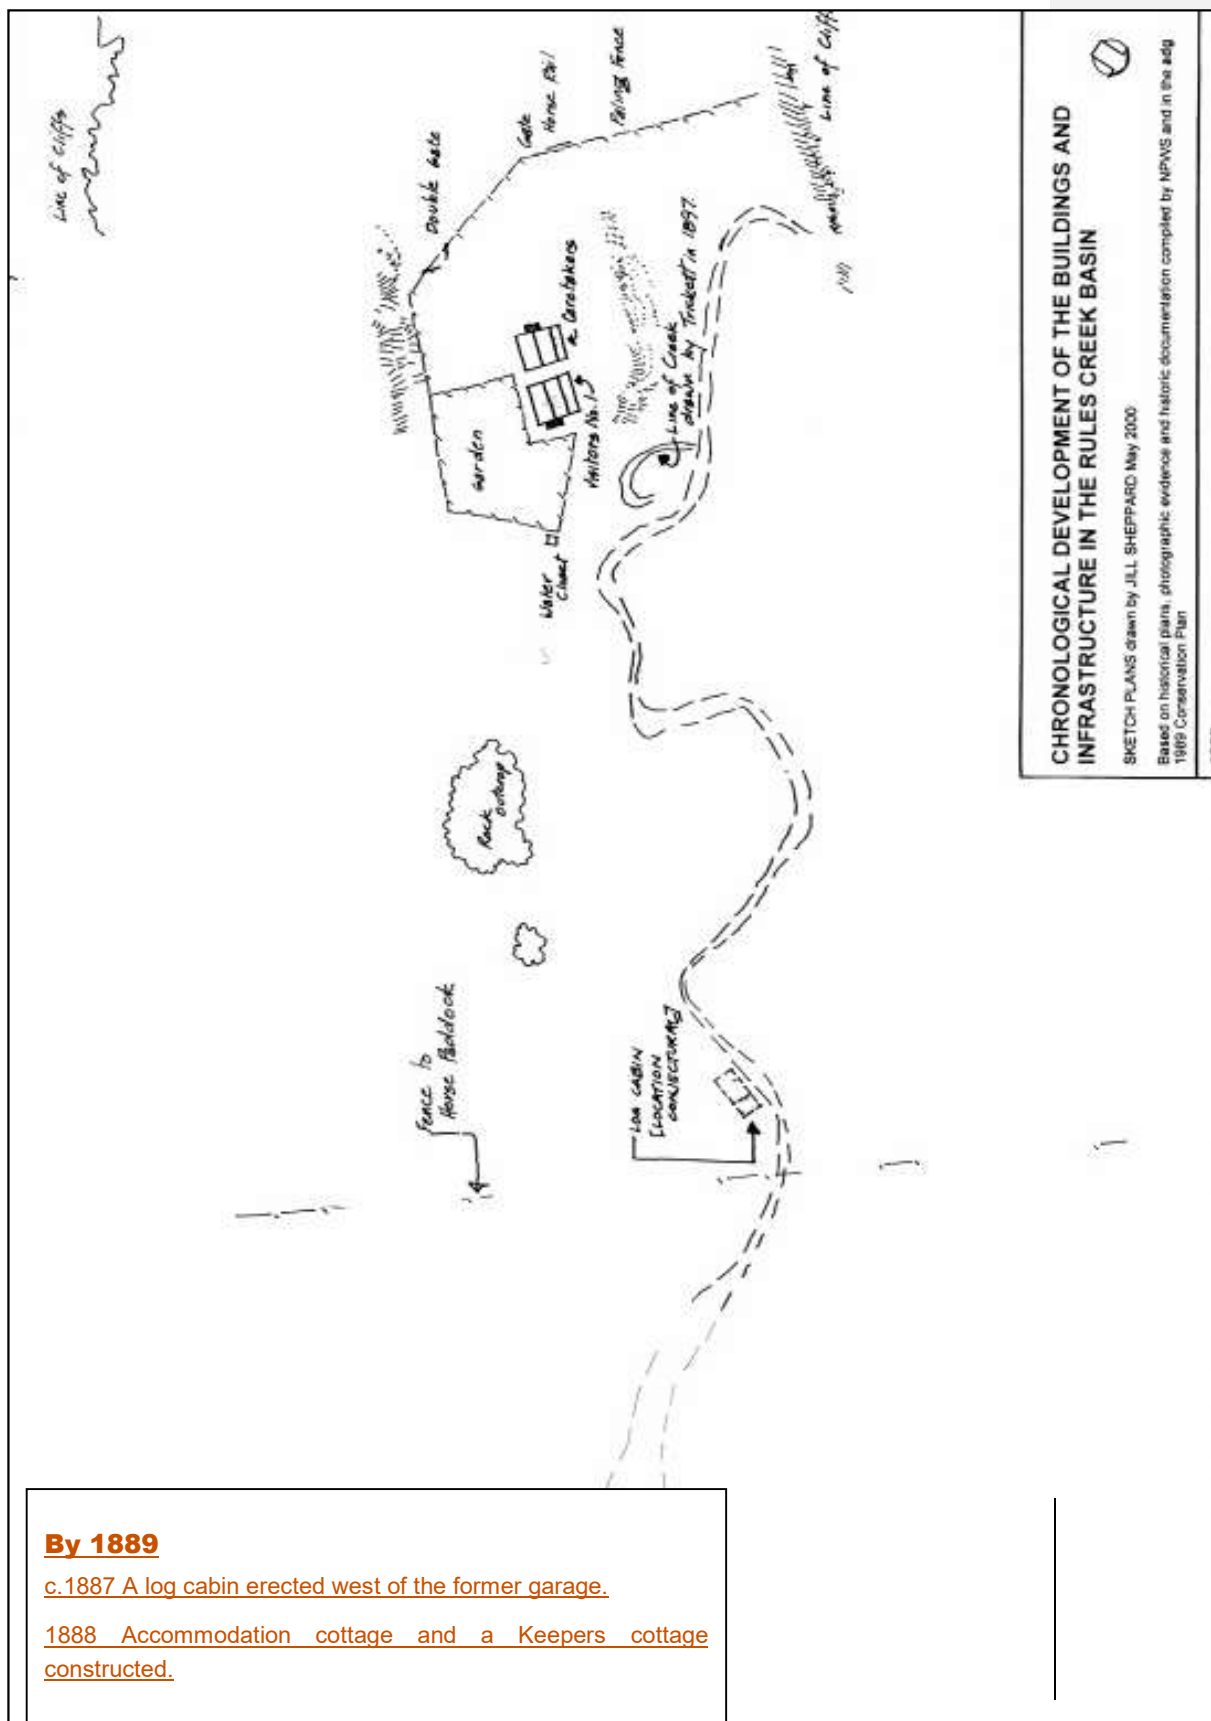 Line of Cliffs
Double Gate
Gate
Horse Rail
Paling Fence
Line of Cliff
Caretakers
Visitors No. 1
Garden
Water
Closet
Line of Creek
drawn by Trickett in 1897.
Rock
Outcrop
Fence to
Horse Paddock
LOG CABIN
[LOCATION
CONJECTURAL]
CHRONOLOGICAL DEVELOPMENT OF THE BUILDINGS AND
INFRASTRUCTURE IN THE RULES CREEK BASIN
SKETCH PLANS drawn by JILL SHEPPARD May 2000
Based on historical plans, photographic evidence and historic documentation compiled by NPWS and in the adg
1989 Conservation Plan
By 1889
c.1887 A log cabin erected west of the former garage.
1888 Accommodation cottage and a Keepers cottage
constructed.